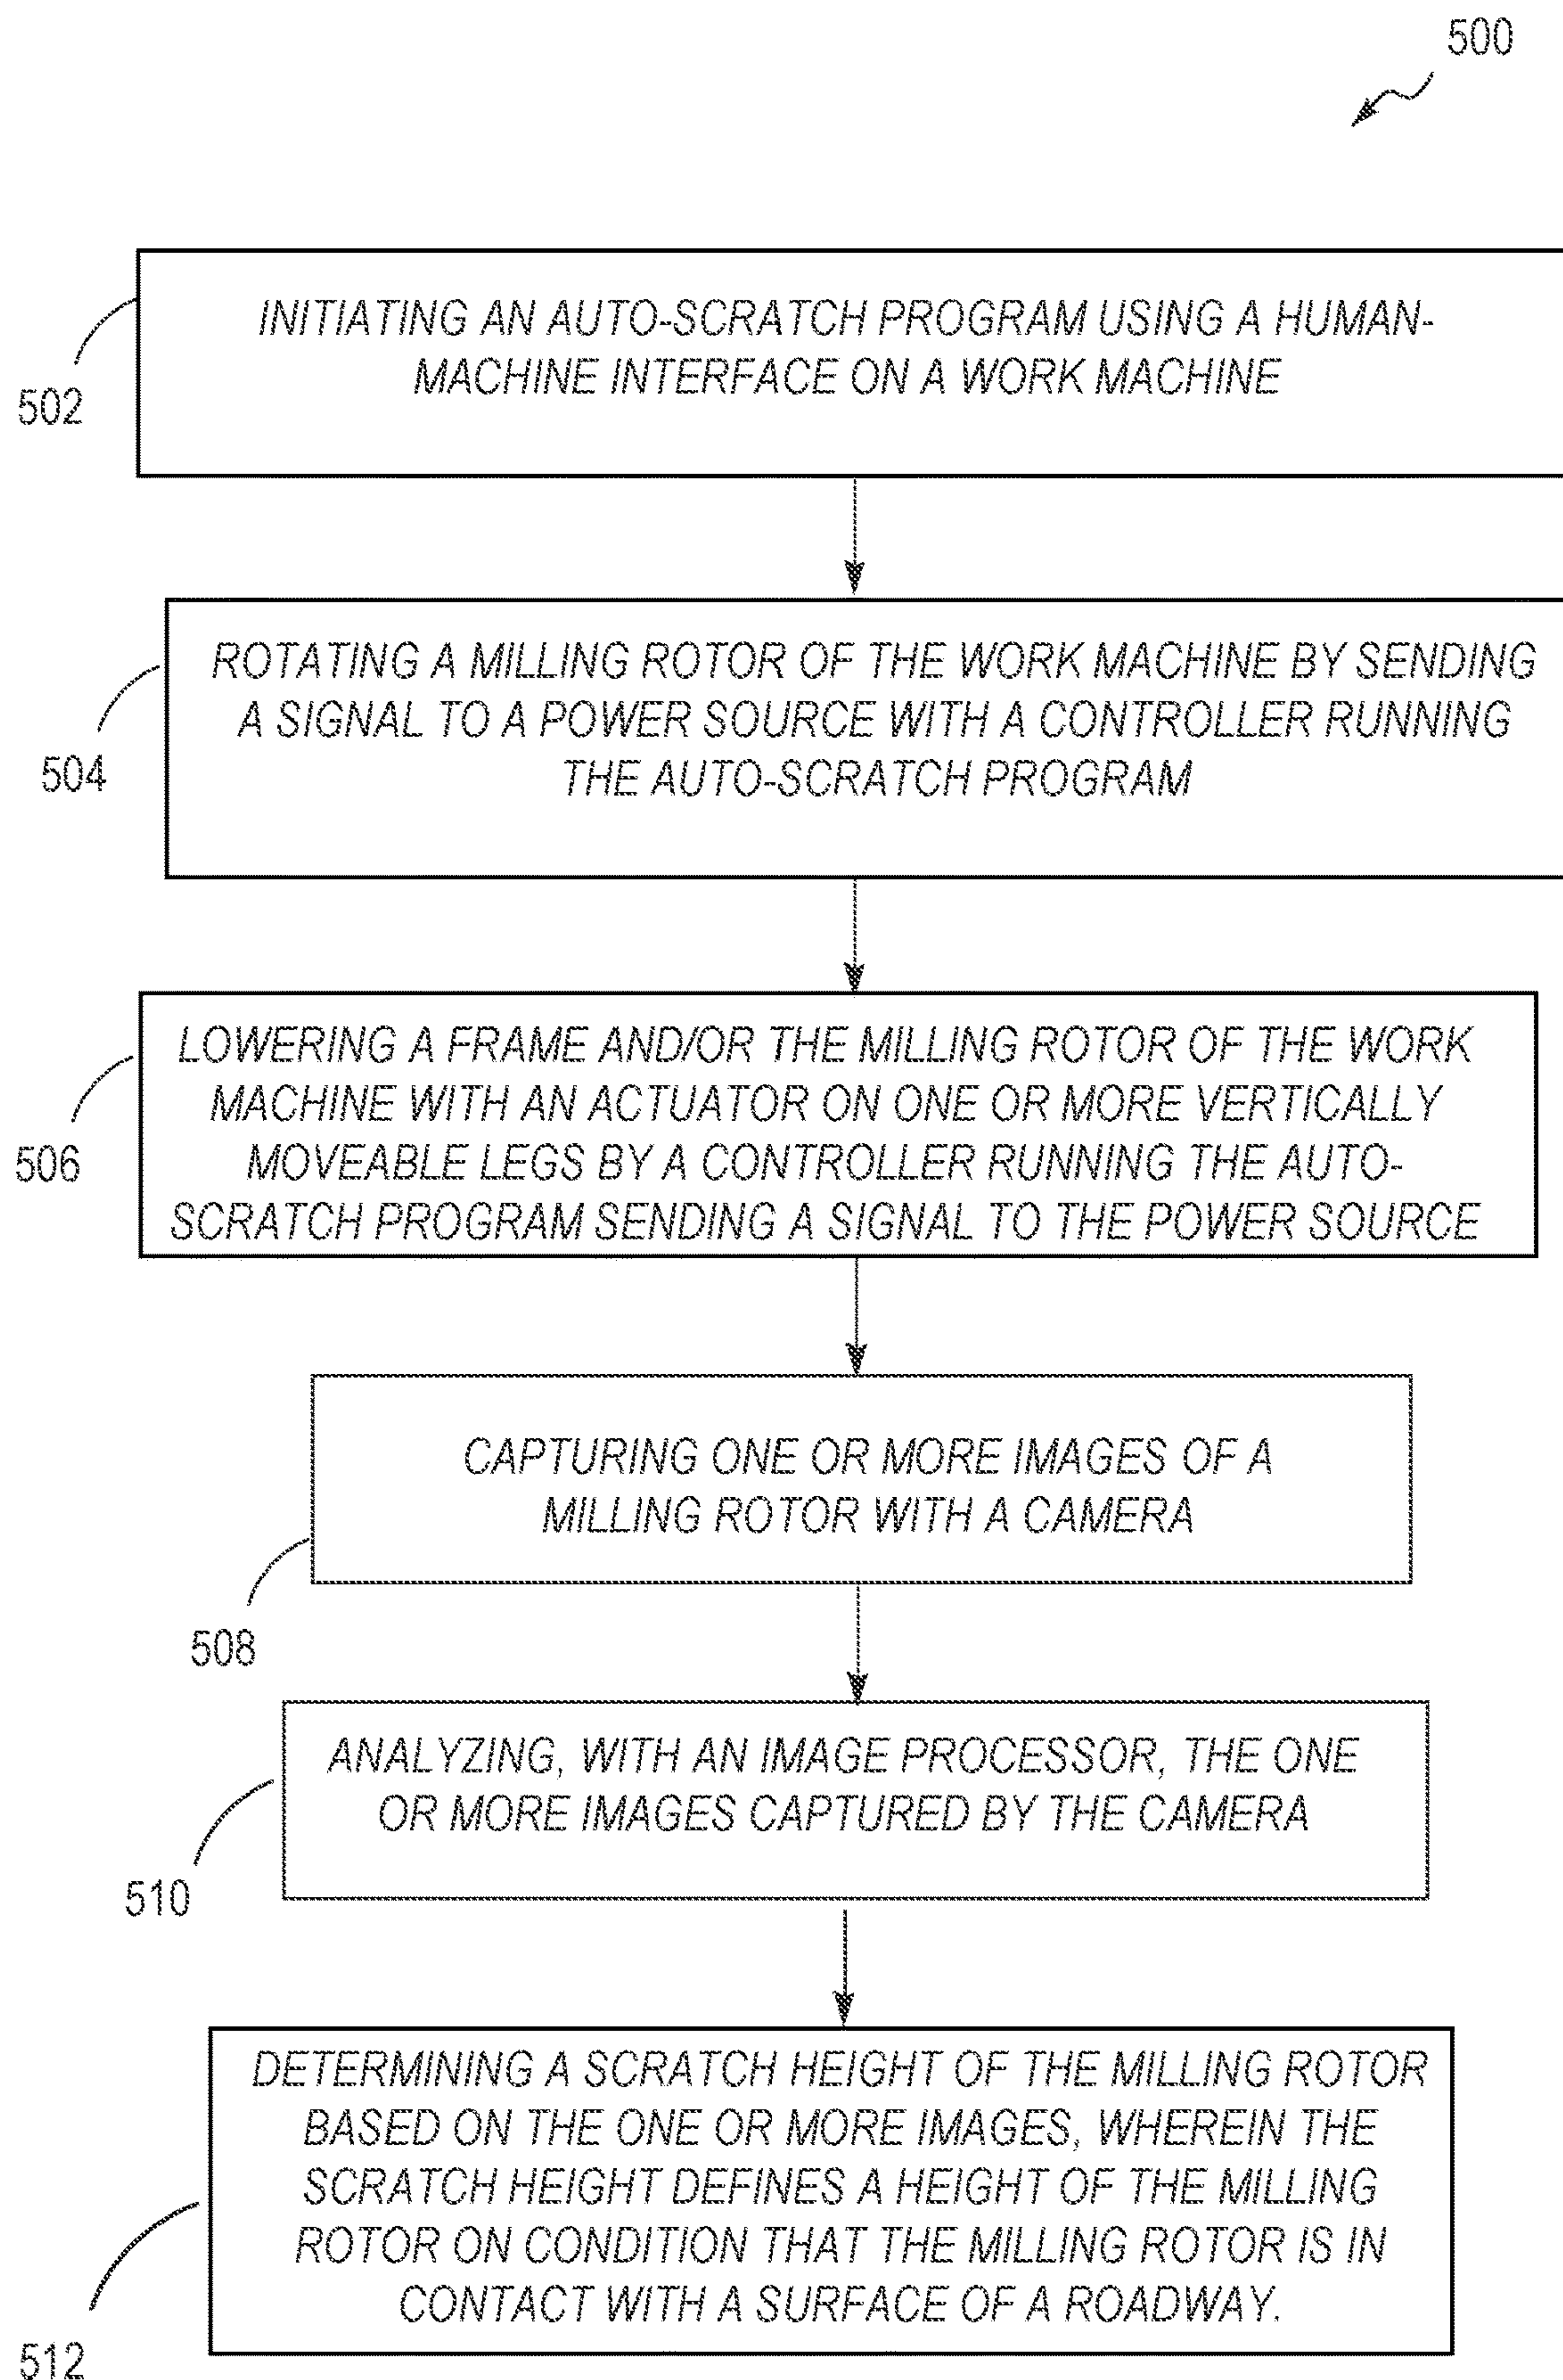 500
INITIATING AN AUTO-SCRATCH PROGRAM USING A HUMAN-
MACHINE INTERFACE ON A WORK MACHINE
502
ROTATING A MILLING ROTOR OF THE WORK MACHINE BY SENDING
A SIGNAL TO A POWER SOURCE WITH A CONTROLLER RUNNING
THE AUTO-SCRATCH PROGRAM
504
LOWERING A FRAME AND/OR THE MILLING ROTOR OF THE WORK
MACHINE WITH AN ACTUATOR ON ONE OR MORE VERTICALLY
MOVEABLE LEGS BY A CONTROLLER RUNNING THE AUTO-
SCRATCH PROGRAM SENDING A SIGNAL TO THE POWER SOURCE
506
CAPTURING ONE OR MORE IMAGES OF A
MILLING ROTOR WITH A CAMERA
508
ANALYZING, WITH AN IMAGE PROCESSOR, THE ONE
OR MORE IMAGES CAPTURED BY THE CAMERA
510
DETERMINING A SCRATCH HEIGHT OF THE MILLING ROTOR
BASED ON THE ONE OR MORE IMAGES, WHEREIN THE
SCRATCH HEIGHT DEFINES A HEIGHT OF THE MILLING
ROTOR ON CONDITION THAT THE MILLING ROTOR IS IN
CONTACT WITH A SURFACE OF A ROADWAY.
512